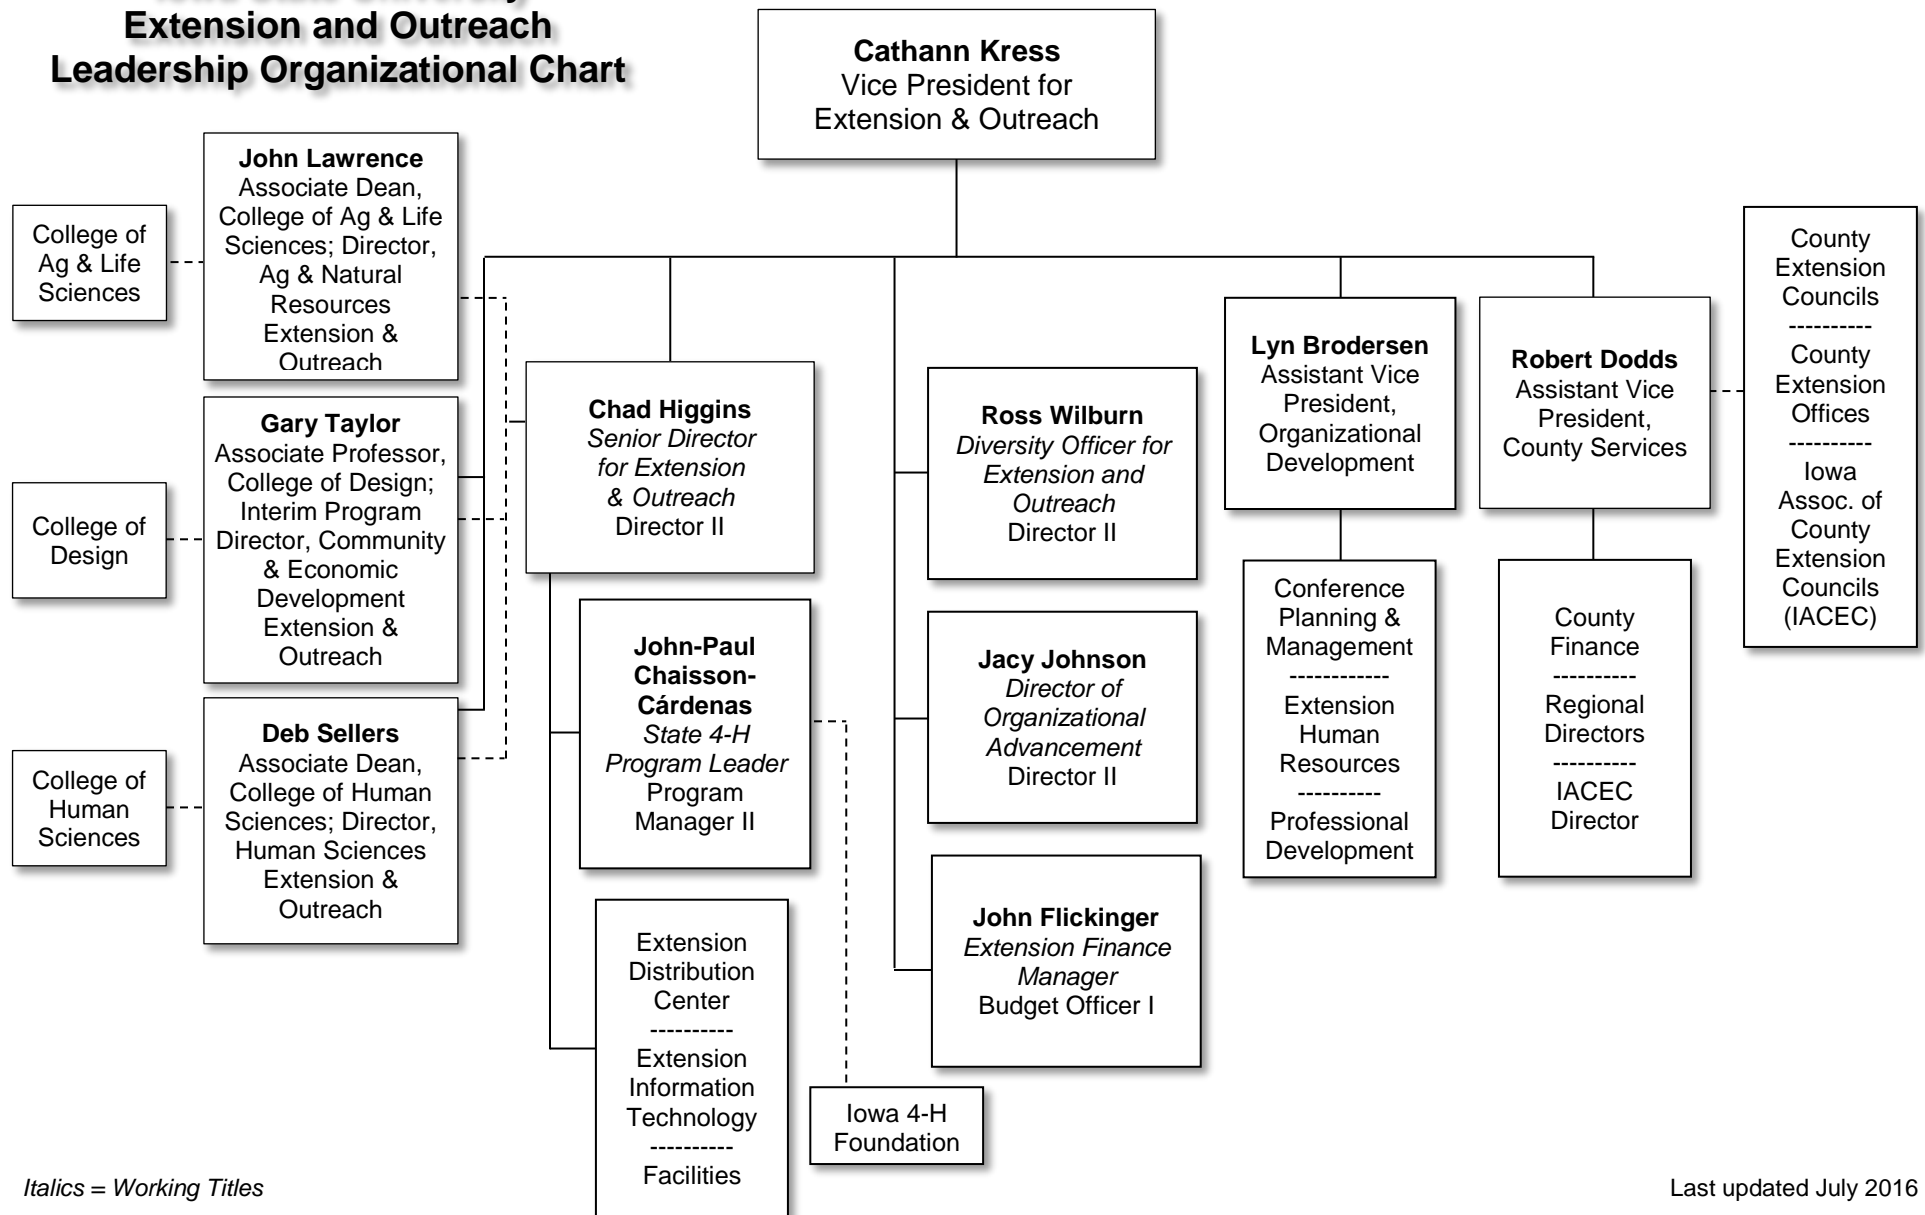 Extension and Outreach
Leadership Organizational Chart
Cathann Kress
Vice President for
Extension & Outreach
John Lawrence
Associate Dean,
College of Ag & Life
Sciences; Director,
Ag & Natural
Resources
Extension &
Outreach
College of
Ag & Life
Sciences
Gary Taylor
Associate Professor,
College of Design;
Interim Program
Director, Community
& Economic
Development
Extension &
Outreach
College of
Design
Deb Sellers
Associate Dean,
College of Human
Sciences; Director,
Human Sciences
Extension &
Outreach
College of
Human
Sciences
Chad Higgins
Senior Director
for Extension
& Outreach
Director II
John-Paul
Chaisson-
Cárdenas
State 4-H
Program Leader
Program
Manager II
Extension
Distribution
Center
----------
Extension
Information
Technology
----------
Facilities
Iowa 4-H
Foundation
Ross Wilburn
Diversity Officer for
Extension and
Outreach
Director II
Jacy Johnson
Director of
Organizational
Advancement
Director II
John Flickinger
Extension Finance
Manager
Budget Officer I
Lyn Brodersen
Assistant Vice
President,
Organizational
Development
Conference
Planning &
Management
------------
Extension
Human
Resources
----------
Professional
Development
Robert Dodds
Assistant Vice
President,
County Services
County
Finance
----------
Regional
Directors
----------
IACEC
Director
County
Extension
Councils
----------
County
Extension
Offices
----------
Iowa
Assoc. of
County
Extension
Councils
(IACEC)
Italics = Working Titles
Last updated July 2016